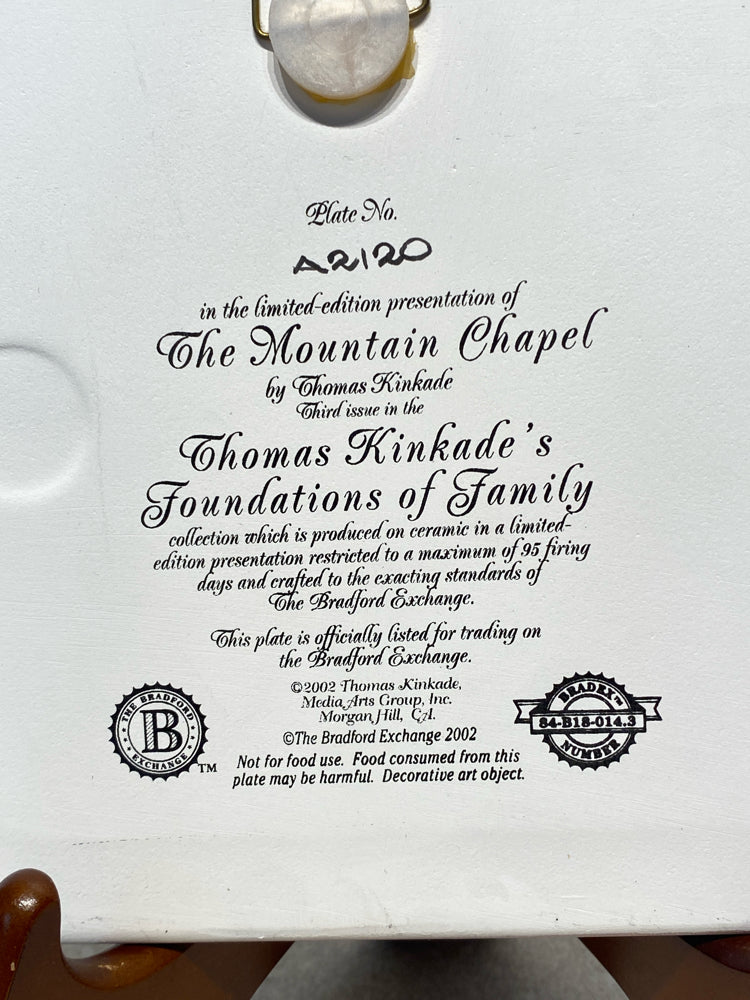 Plate No.
A2120
in the limited-edition presentation of
The Mountain Chapel
by Thomas Kinkade
Third issue in the
Thomas Kinkade's
Foundations of Family
collection which is produced on ceramic in a limited-
edition presentation restricted to a maximum of 95 firing
days and crafted to the exacting standards of
The Bradford Exchange.
This plate is officially listed for trading on
the Bradford Exchange.
©2002 Thomas Kinkade,
Media Arts Group, Inc.
Morgan Hill, CA.
©The Bradford Exchange 2002
Not for food use. Food consumed from this
plate may be harmful. Decorative art object.
THE BRADFORD
B
EXCHANGE
TM
BRADEX™
84-B18-014.3
NUMBER